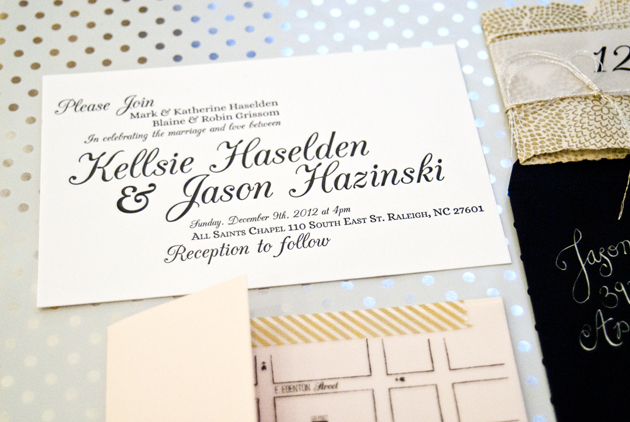 Please Join
Mark & Katherine Haselden
Blaine & Robin Grissom
In celebrating the marriage and love between
Kellsie Haselden
& Jason Hazinski
Sunday, December 9th, 2012 at 4pm
All Saints Chapel 110 South East St. Raleigh, NC 27601
Reception to follow
E. Edenton Street
12
Jason
39
Ap